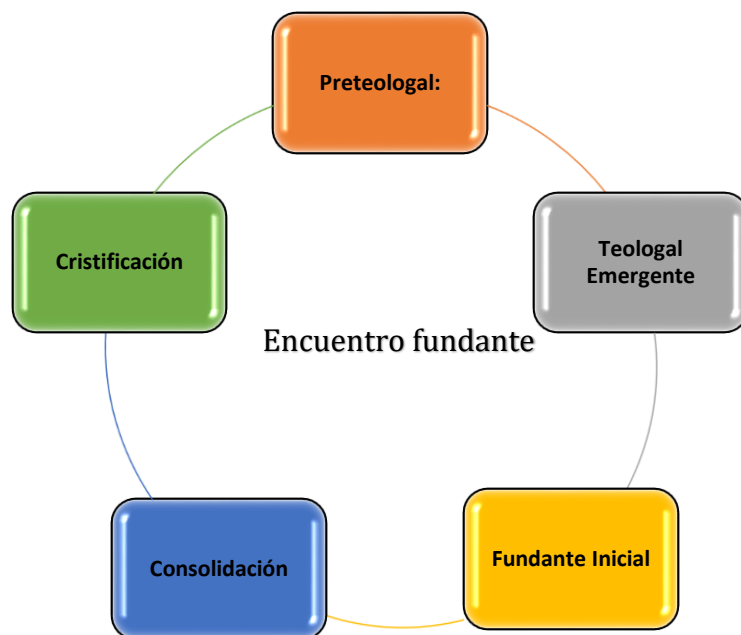 Preteologal:
Teologal
Emergente
Cristificación
Encuentro fundante
Fundante Inicial
Consolidación